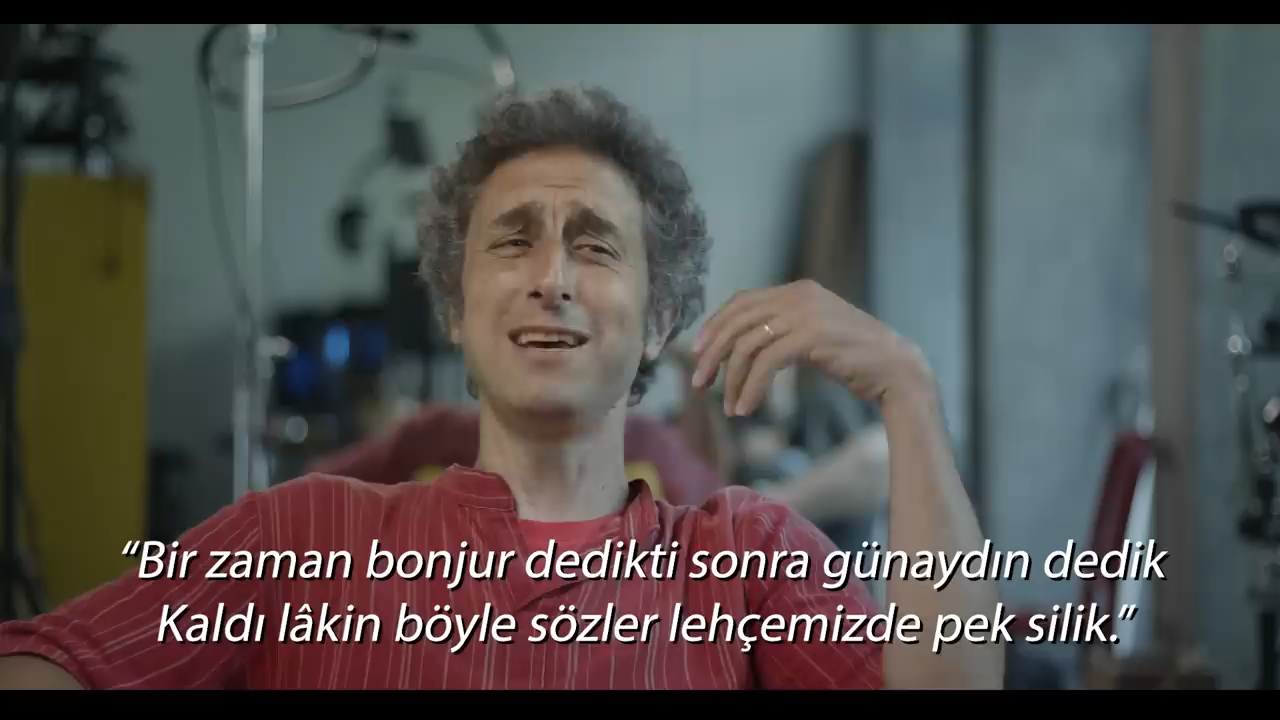 “Bir zaman bonjur dedikti sonra günaydın dedik
Kaldı lâkin böyle sözler lehçemizde pek silik.”